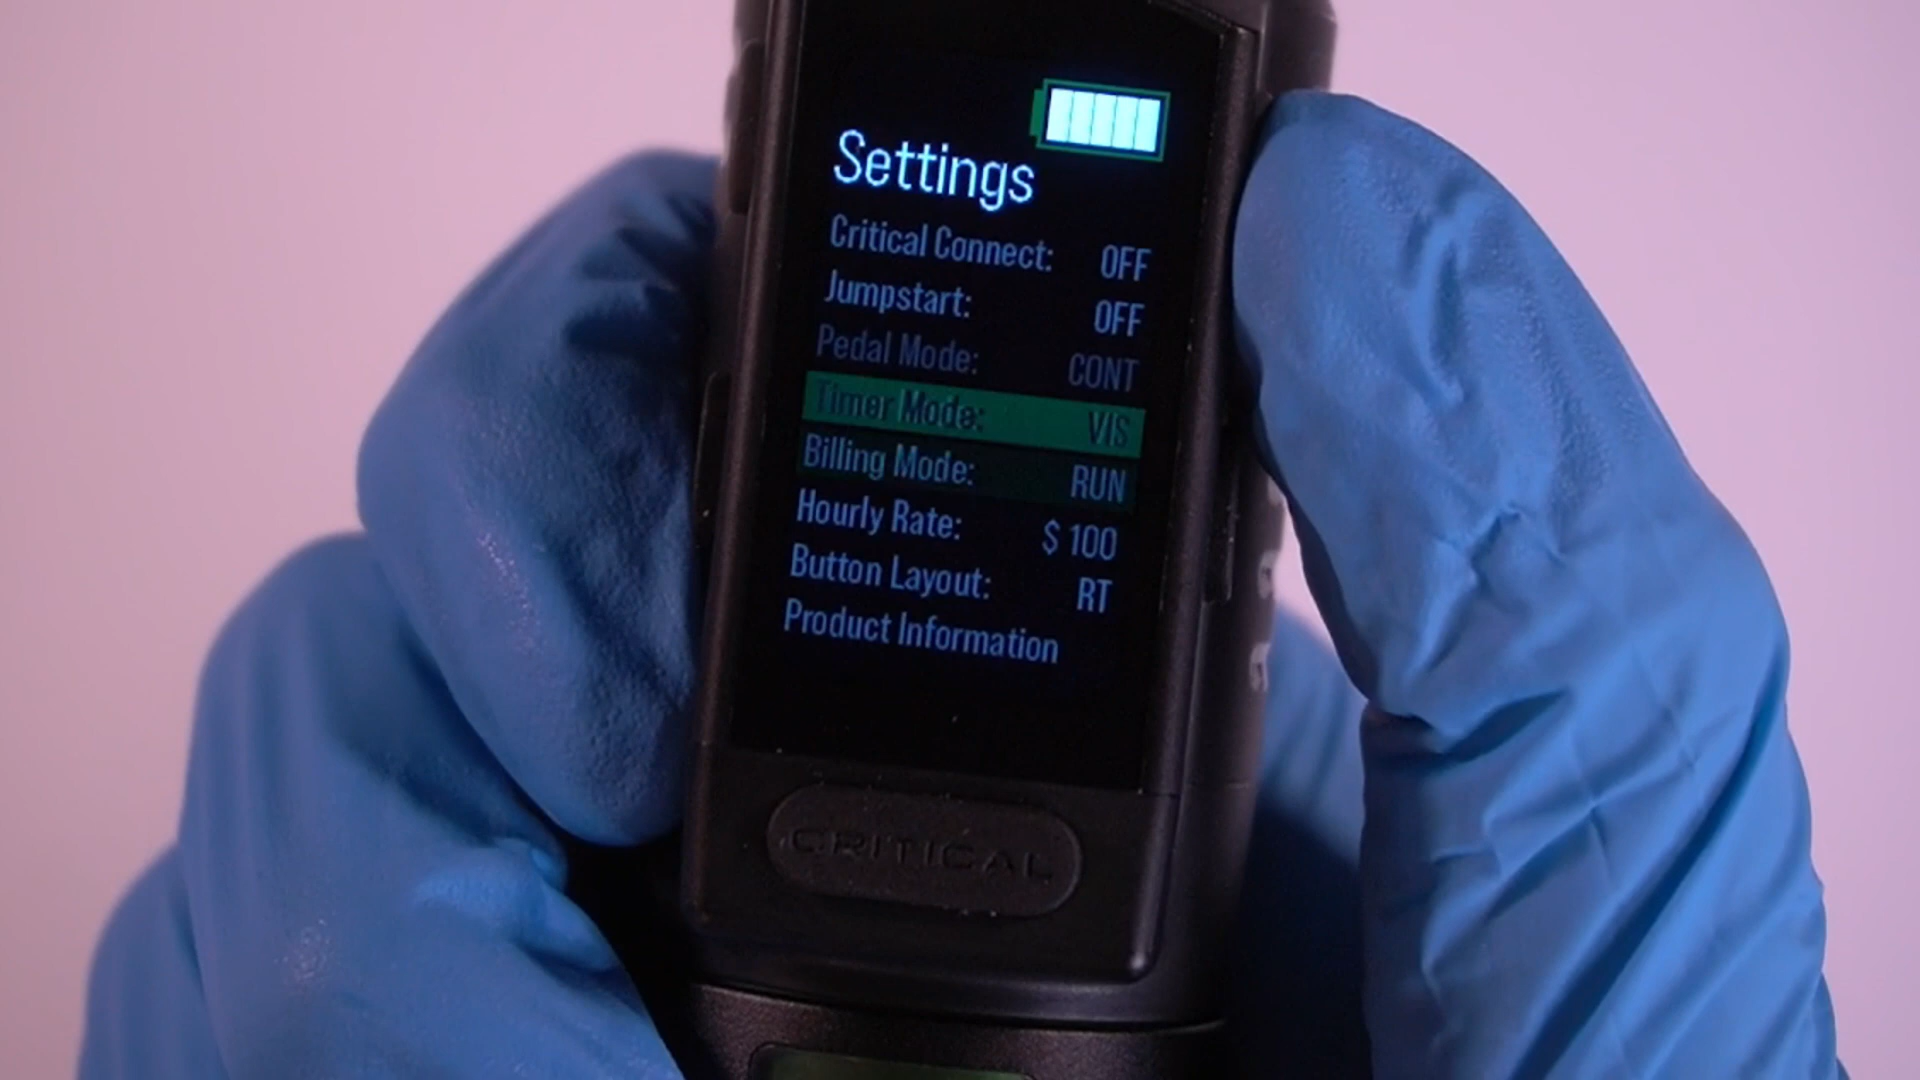 Settings
Critical Connect: OFF
Jumpstart: OFF
Pedal Mode: CONT
Timer Mode: VIS
Billing Mode: RUN
Hourly Rate: $ 100
Button Layout: RT
Product Information
CRITICAL